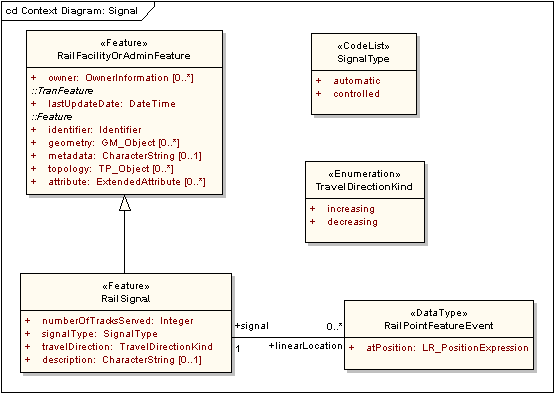 cd Context Diagram: Signal
«Feature»
RailFacilityOrAdminFeature
+ owner: OwnerInformation [0..*]
::TranFeature
+ lastUpdateDate: DateTime
::Feature
+ identifier: Identifier
+ geometry: GM_Object [0..*]
+ metadata: CharacterString [0..1]
+ topology: TP_Object [0..*]
+ attribute: ExtendedAttribute [0..*]
«CodeList»
SignalType
+ automatic
+ controlled
«Enumeration»
TravelDirectionKind
+ increasing
+ decreasing
«Feature»
RailSignal
+ numberOfTracksServed: Integer
+ signalType: SignalType
+ travelDirection: TravelDirectionKind
+ description: CharacterString [0..1]
+signal
1
0..*
+linearLocation
«DataType»
RailPointFeatureEvent
+ atPosition: LR_PositionExpression